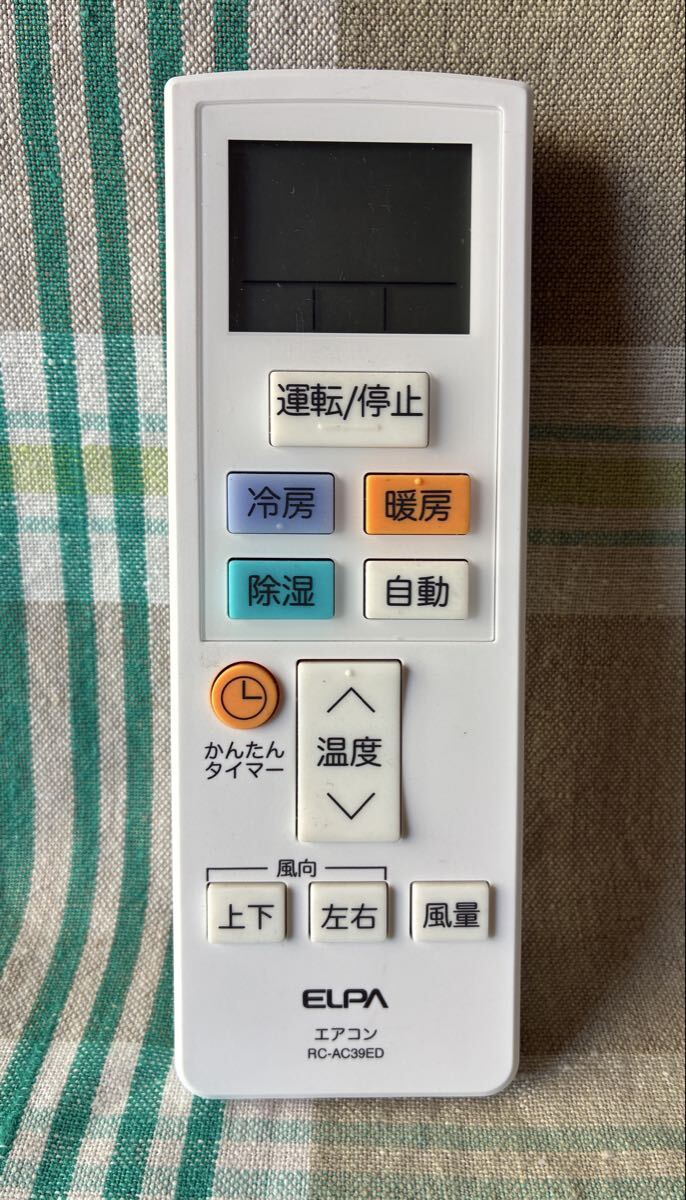 運転/停止
冷房
暖房
除湿
自動
かんたん
タイマー
温度
風向
上下
左右
風量
ELPA
エアコン
RC-AC39ED